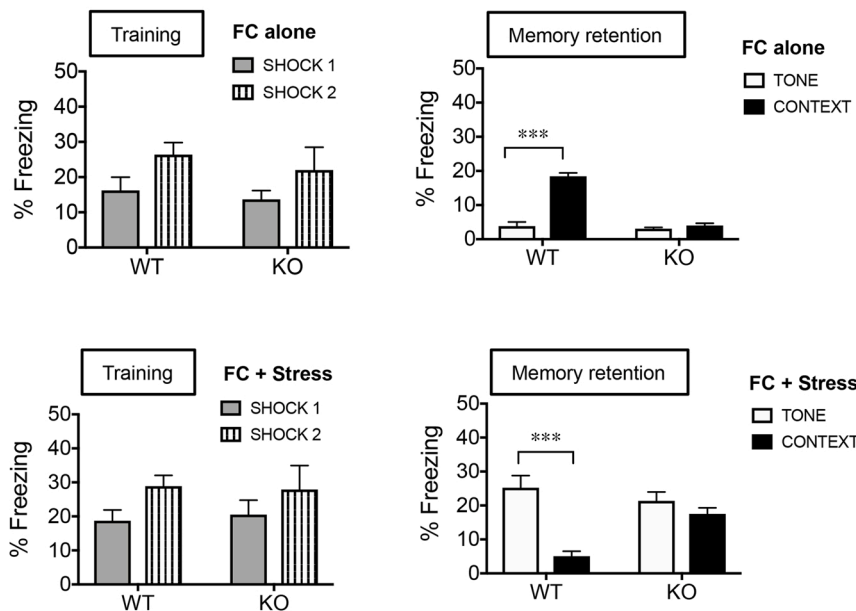 Training
FC alone
SHOCK 1
SHOCK 2
% Freezing
50
40
30
20
10
0
WT KO
Memory retention
FC alone
TONE
CONTEXT
% Freezing
50
40
30
20
10
0
***
WT KO
Training
FC + Stress
SHOCK 1
SHOCK 2
% Freezing
50
40
30
20
10
0
WT KO
Memory retention
FC + Stress
TONE
CONTEXT
% Freezing
50
40
30
20
10
0
***
WT KO